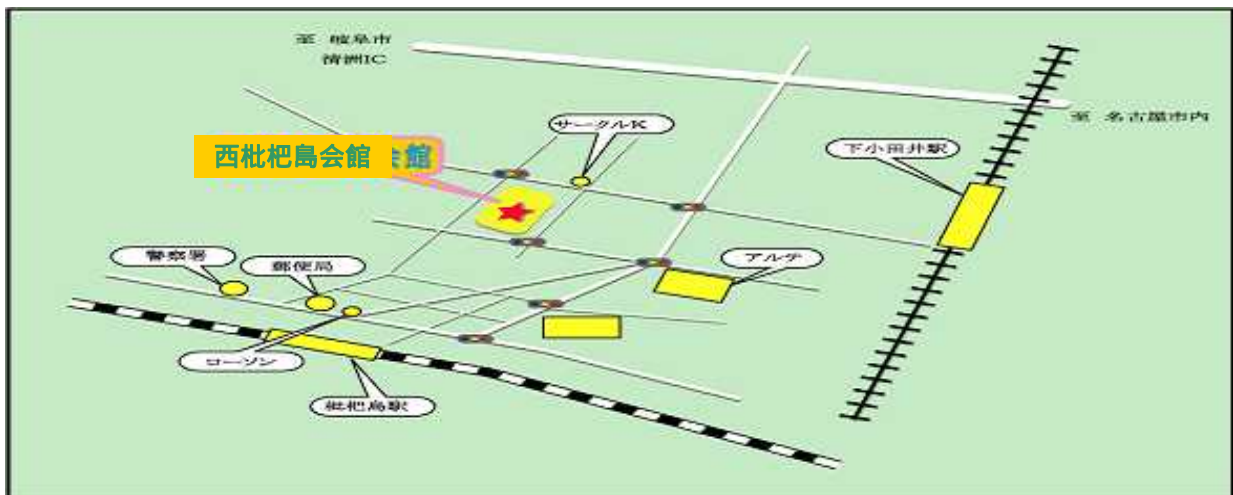 至 岐阜市
清洲IC
至 名古屋市内
サークルK
下小田井駅
西枇杷島会館
会館
警察署
郵便局
アルテ
ローソン
枇杷島駅